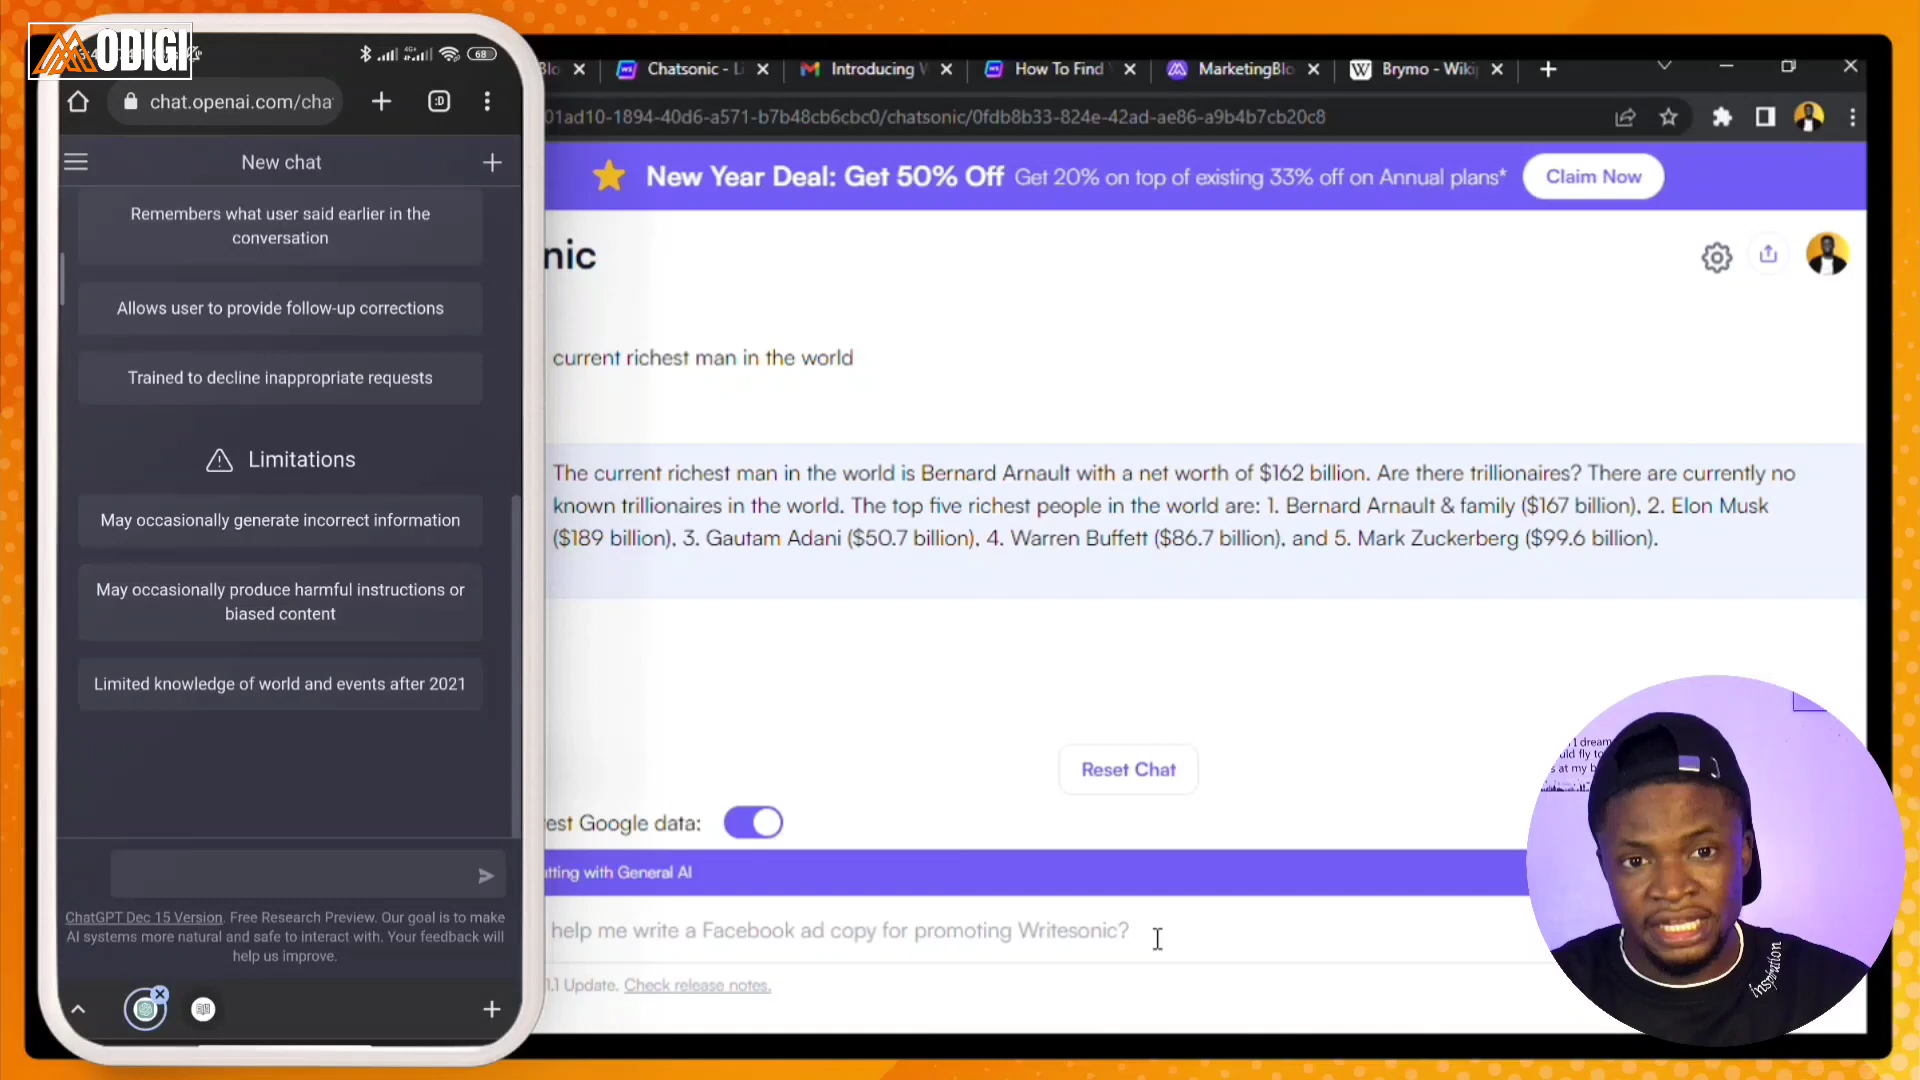 ODIGI
68
chat.openai.com/cha
New chat
Remembers what user said earlier in the
conversation
Allows user to provide follow-up corrections
Trained to decline inappropriate requests
Limitations
May occasionally generate incorrect information
May occasionally produce harmful instructions or
biased content
Limited knowledge of world and events after 2021
ChatGPT Dec 15 Version. Free Research Preview. Our goal is to make
AI systems more natural and safe to interact with. Your feedback will
help us improve.
Chatsonic - Li
Introducing W
How To Find
MarketingBlo
W Brymo - Wiki
01ad10-1894-40d6-a571-b7b48cb6cbc0/chatsonic/0fdb8b33-824e-42ad-ae86-a9b4b7cb20c8
New Year Deal: Get 50% Off Get 20% on top of existing 33% off on Annual plans* Claim Now
nic
current richest man in the world
The current richest man in the world is Bernard Arnault with a net worth of $162 billion. Are there trillionaires? There are currently no
known trillionaires in the world. The top five richest people in the world are: 1. Bernard Arnault & family ($167 billion), 2. Elon Musk
($189 billion), 3. Gautam Adani ($50.7 billion), 4. Warren Buffett ($86.7 billion), and 5. Mark Zuckerberg ($99.6 billion).
Reset Chat
est Google data:
tting with General AI
help me write a Facebook ad copy for promoting Writesonic?
1.1 Update. Check release notes.
I dream
uld fly to
s at my b
Inspiration